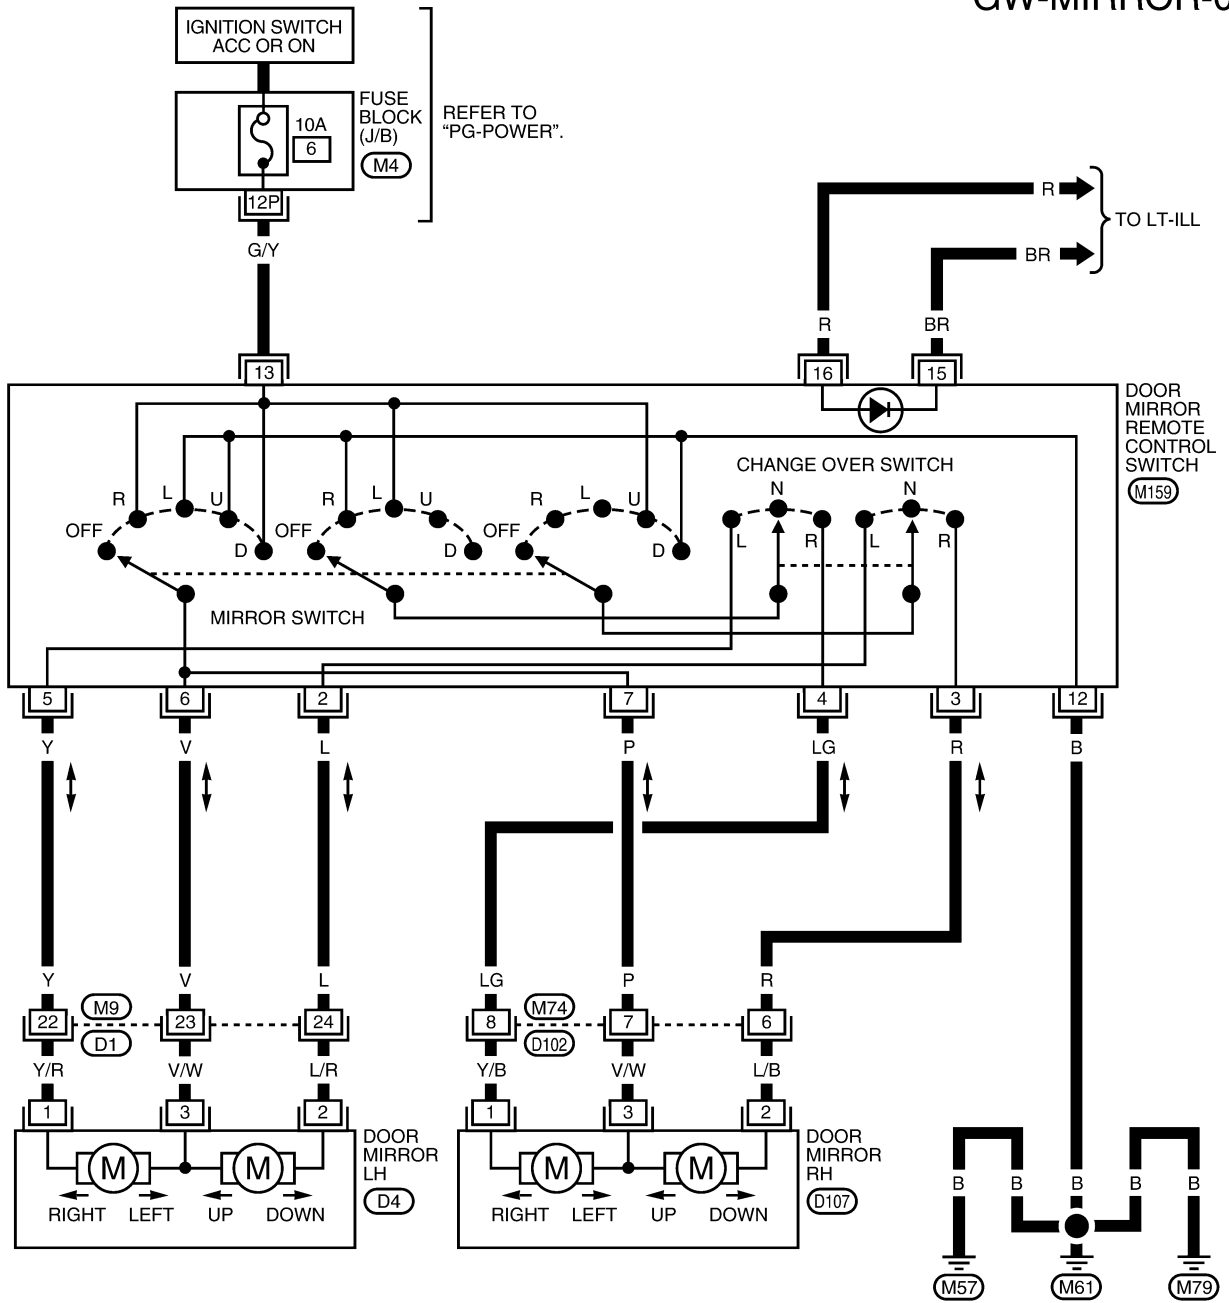 GW-MIRROR-0
IGNITION SWITCH
ACC OR ON
FUSE
BLOCK
(J/B)
M4
10A
6
12P
REFER TO
“PG-POWER”.
G/Y
R
BR
TO LT-ILL
R
BR
13
16
15
DOOR
MIRROR
REMOTE
CONTROL
SWITCH
M159
CHANGE OVER SWITCH
OFF
R
L
U
D
OFF
R
L
U
D
OFF
R
L
U
D
L
N
R
L
N
R
MIRROR SWITCH
5
6
2
7
4
3
12
Y
V
L
P
LG
R
B
Y
V
L
LG
P
R
M9
M74
22
23
24
8
7
6
D1
D102
Y/R
V/W
L/R
Y/B
V/W
L/B
1
3
2
1
3
2
M
M
RIGHT
LEFT
UP
DOWN
DOOR
MIRROR
LH
D4
M
M
RIGHT
LEFT
UP
DOWN
DOOR
MIRROR
RH
D107
B
B
B
B
B
M57
M61
M79